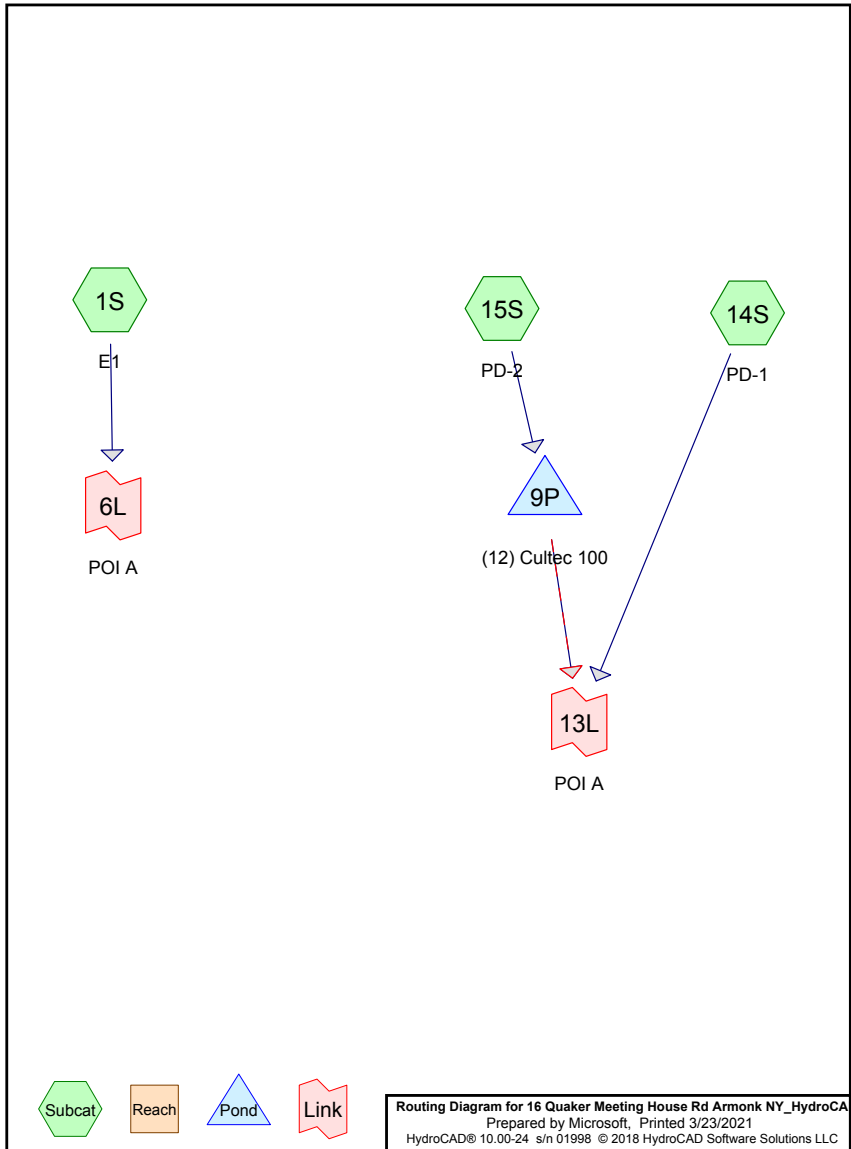 1S
E1
6L
POI A
15S
PD-2
14S
PD-1
9P
(12) Cultec 100
13L
POI A
Subcat
Reach
Pond
Link
Routing Diagram for 16 Quaker Meeting House Rd Armonk NY_HydroCA
Prepared by Microsoft, Printed 3/23/2021
HydroCAD® 10.00-24 s/n 01998 © 2018 HydroCAD Software Solutions LLC